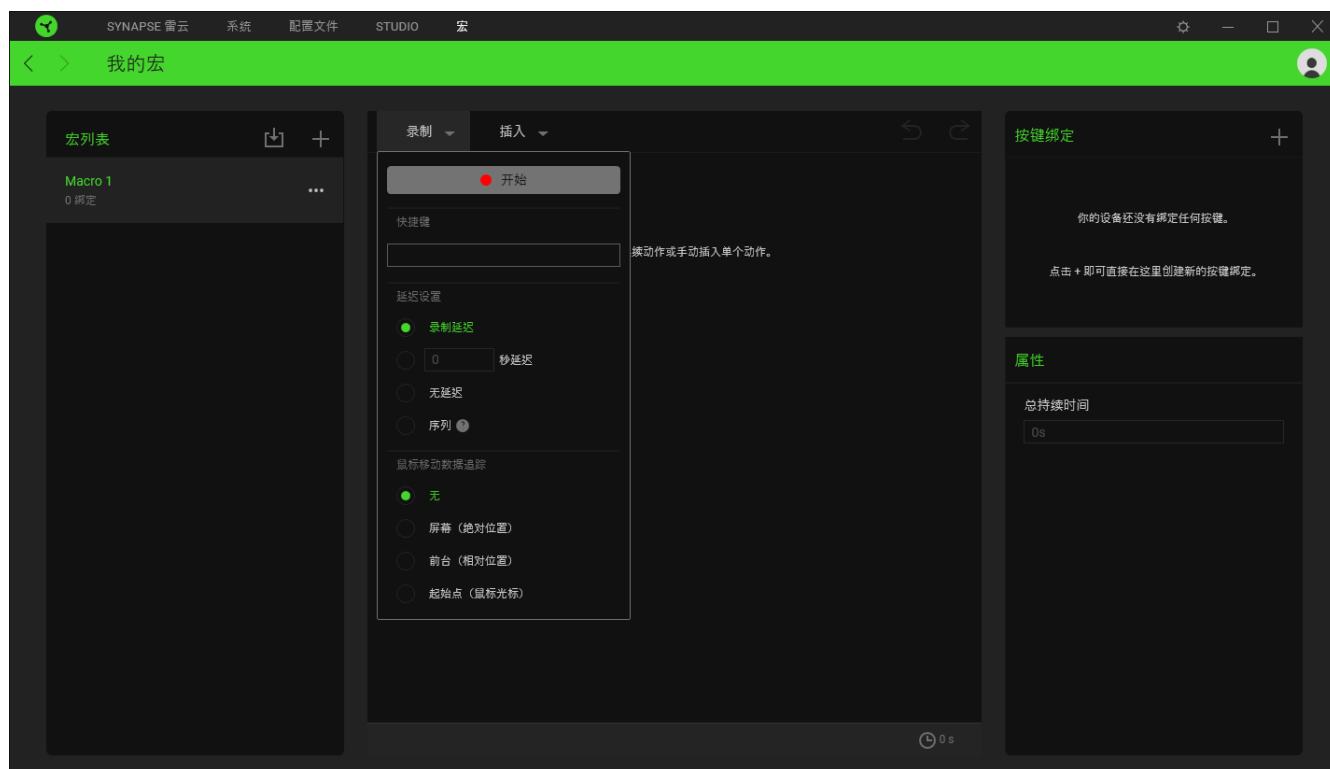 SYNAPSE 雷云 系统 配置文件 STUDIO 宏
我的宏
宏列表
Macro 1
0 绑定
录制 插入
开始
快捷键
续动作或手动插入单个动作。
延迟设置
录制延迟
0 秒延迟
无延迟
序列 ?
鼠标移动数据追踪
无
屏幕（绝对位置）
前台（相对位置）
起始点（鼠标光标）
0 s
按键绑定
你的设备还没有绑定任何按键。
点击 + 即可直接在这里创建新的按键绑定。
属性
总持续时间
0s